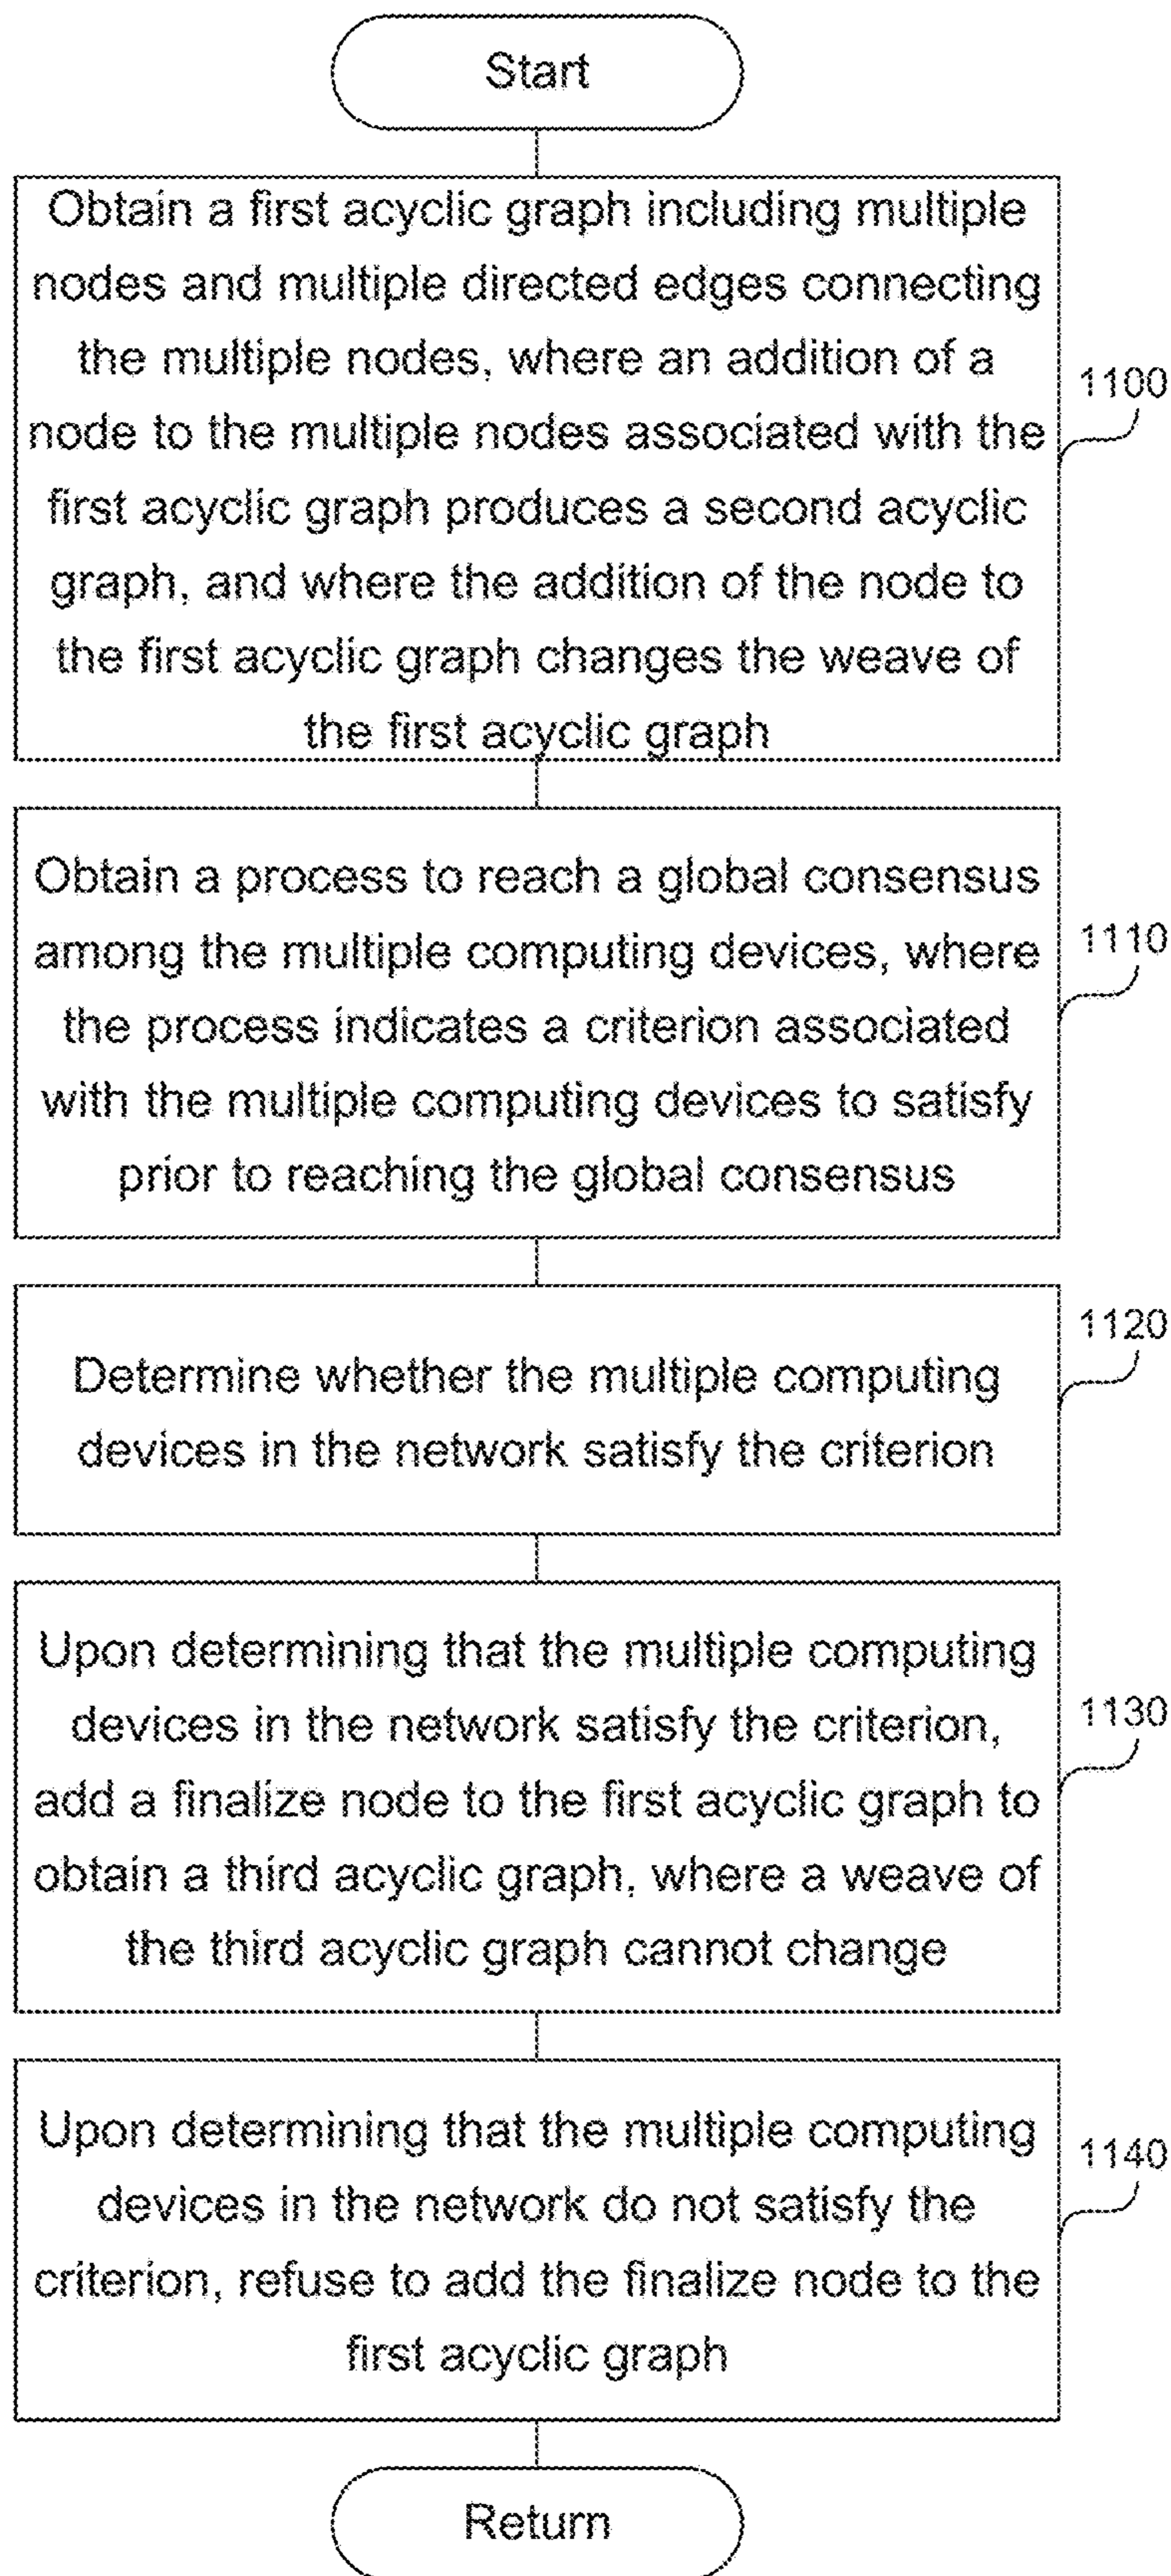 Start
Obtain a first acyclic graph including multiple
nodes and multiple directed edges connecting
the multiple nodes, where an addition of a
node to the multiple nodes associated with the
first acyclic graph produces a second acyclic
graph, and where the addition of the node to
the first acyclic graph changes the weave of
the first acyclic graph
1100
Obtain a process to reach a global consensus
among the multiple computing devices, where
the process indicates a criterion associated
with the multiple computing devices to satisfy
prior to reaching the global consensus
1110
Determine whether the multiple computing
devices in the network satisfy the criterion
1120
Upon determining that the multiple computing
devices in the network satisfy the criterion,
add a finalize node to the first acyclic graph to
obtain a third acyclic graph, where a weave of
the third acyclic graph cannot change
1130
Upon determining that the multiple computing
devices in the network do not satisfy the
criterion, refuse to add the finalize node to the
first acyclic graph
1140
Return